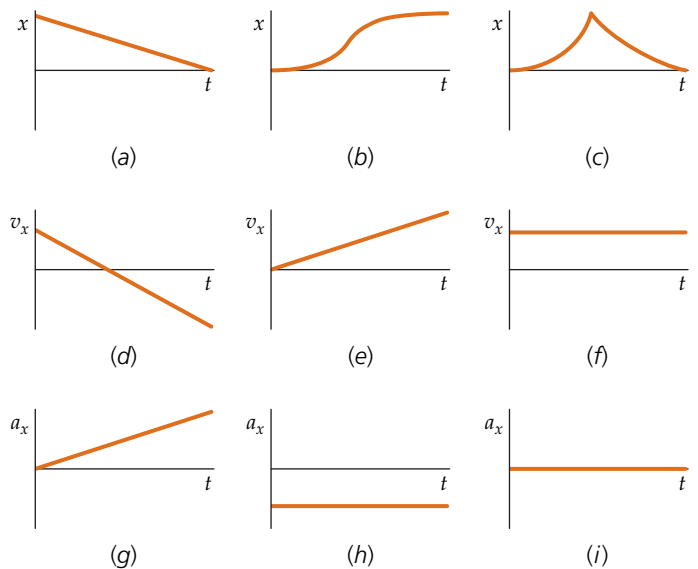 x x x
t t t
(a) (b) (c)
v_x v_x v_x
t t t
(d) (e) (f)
a_x a_x a_x
t t t
(g) (h) (i)